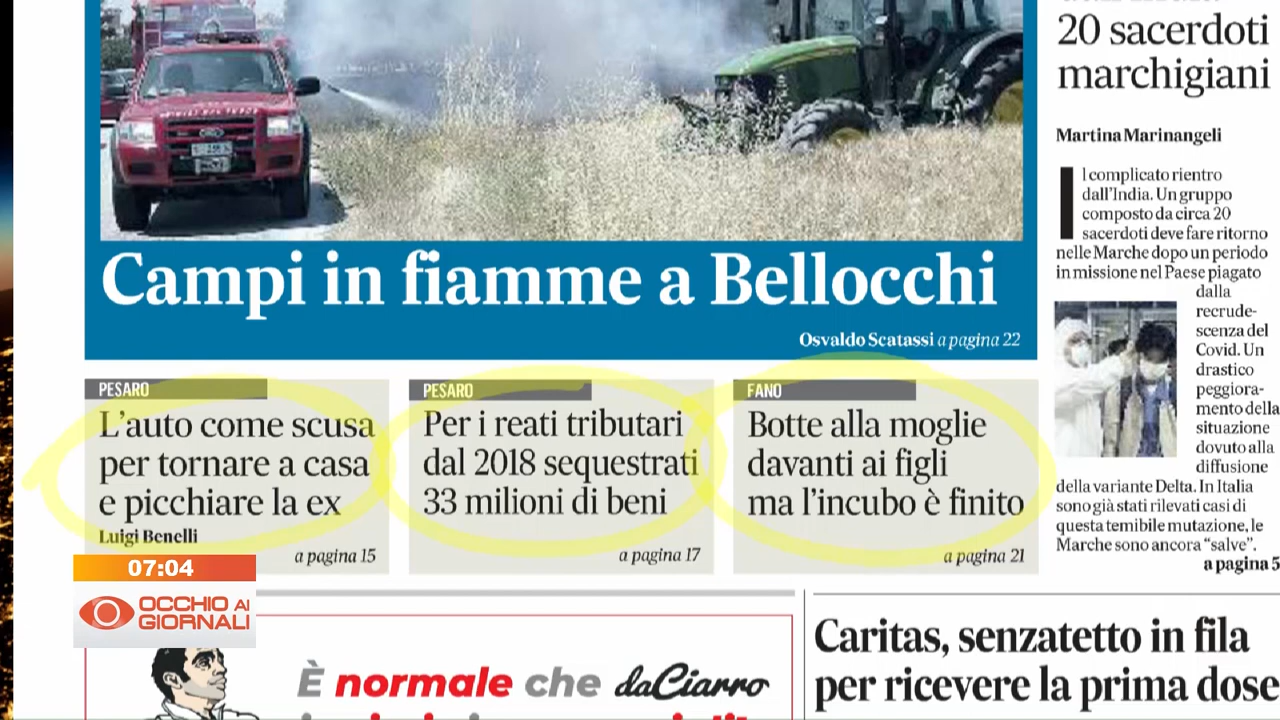 20 sacerdoti
marchigiani
Martina Marinangeli
Il complicato rientro
dall'India. Un gruppo
composto da circa 20
sacerdoti deve fare ritorno
nelle Marche dopo un periodo
in missione nel Paese piagato
dalla
recrude-
scenza del
Covid. Un
drastico
peggiora-
mento della
situazione
dovuto alla
diffusione
della variante Delta. In Italia
sono già stati rilevati casi di
questa temibile mutazione, le
Marche sono ancora “salve”.
a pagina 5
Campi in fiamme a Bellocchi
Osvaldo Scatassi a pagina 22
PESARO
L'auto come scusa
per tornare a casa
e picchiare la ex
Luigi Benelli
a pagina 15
PESARO
Per i reati tributari
dal 2018 sequestrati
33 milioni di beni
a pagina 17
FANO
Botte alla moglie
davanti ai figli
ma l'incubo è finito
a pagina 21
07:04
OCCHIO AI
GIORNALI
È normale che daCiarro
Caritas, senzatetto in fila
per ricevere la prima dose